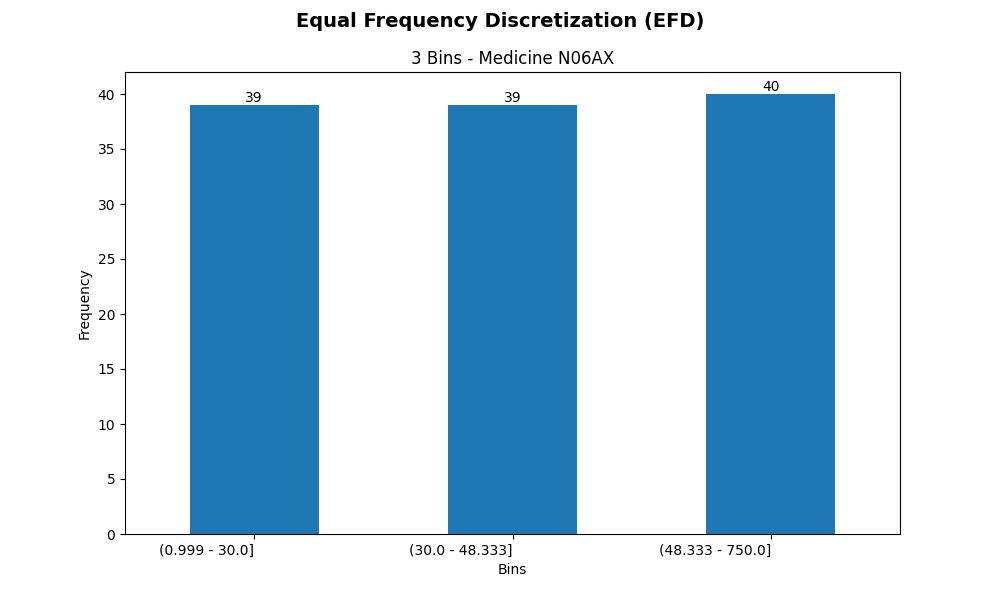 Equal Frequency Discretization (EFD)
3 Bins - Medicine N06AX
39
39
40
40
35
30
25
20
15
10
5
0
Frequency
(0.999 - 30.0]
(30.0 - 48.333]
(48.333 - 750.0]
Bins